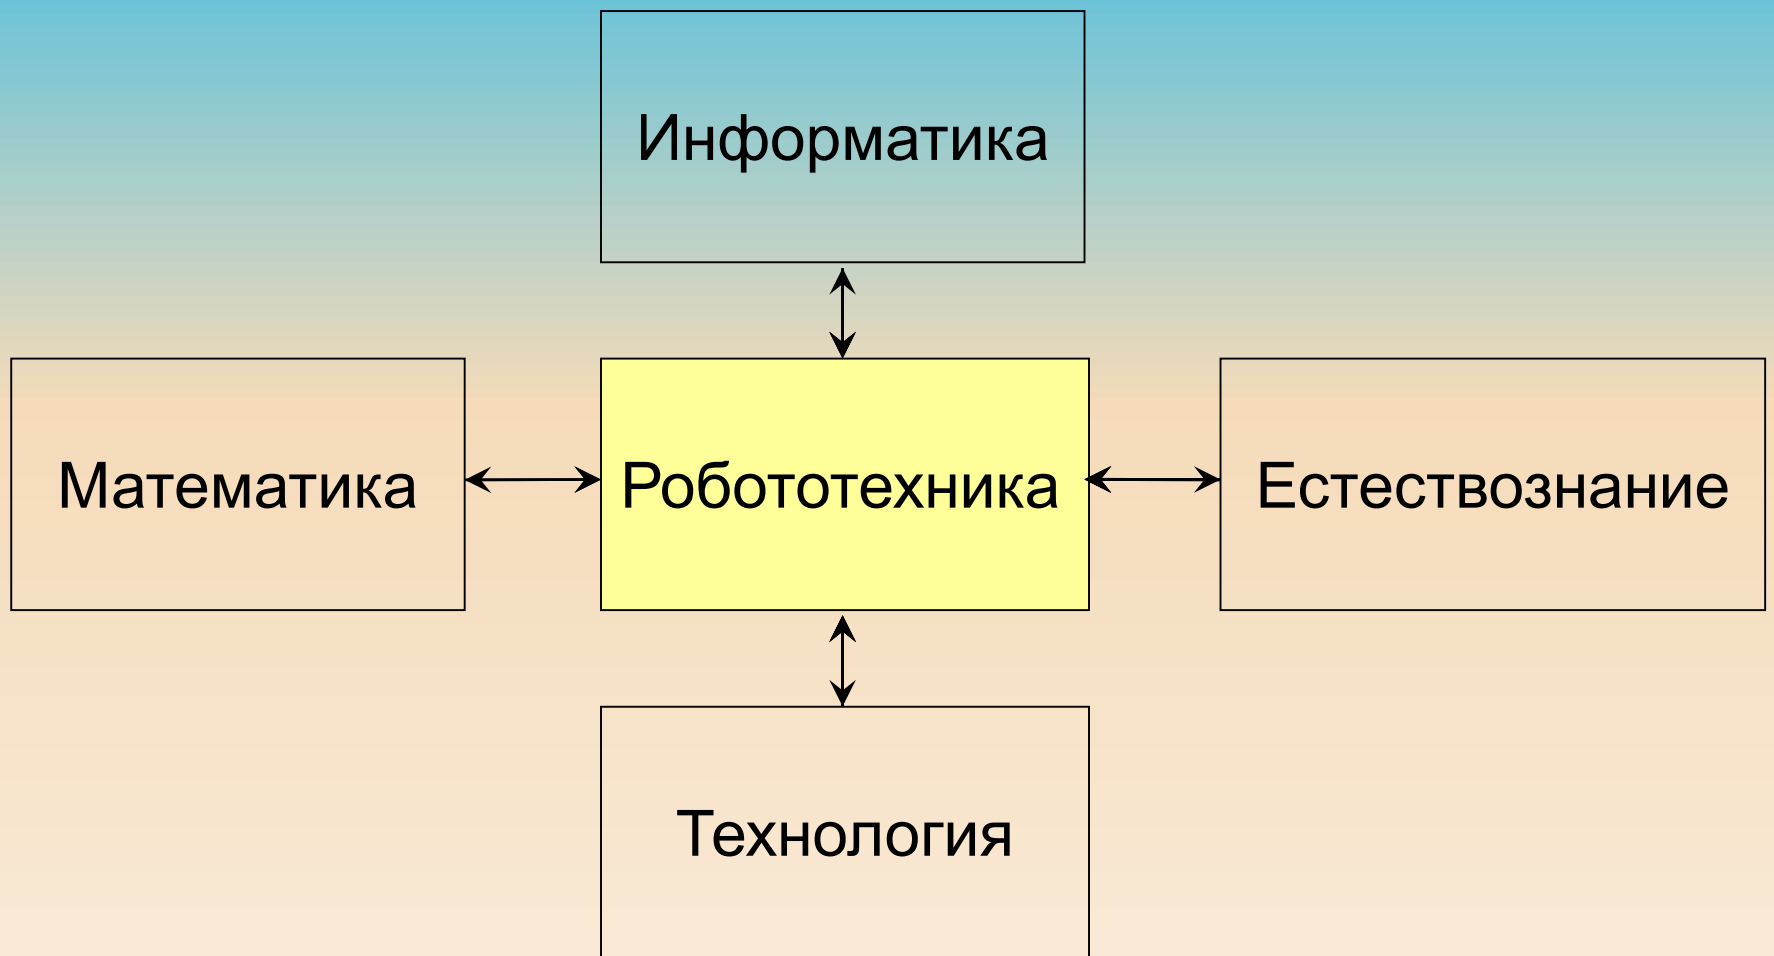 Информатика
Математика
Робототехника
Естествознание
Технология